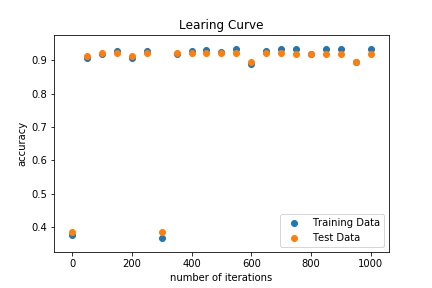 Learing Curve
accuracy
0.9
0.8
0.7
0.6
0.5
0.4
0
200
400
600
800
1000
number of iterations
Training Data
Test Data